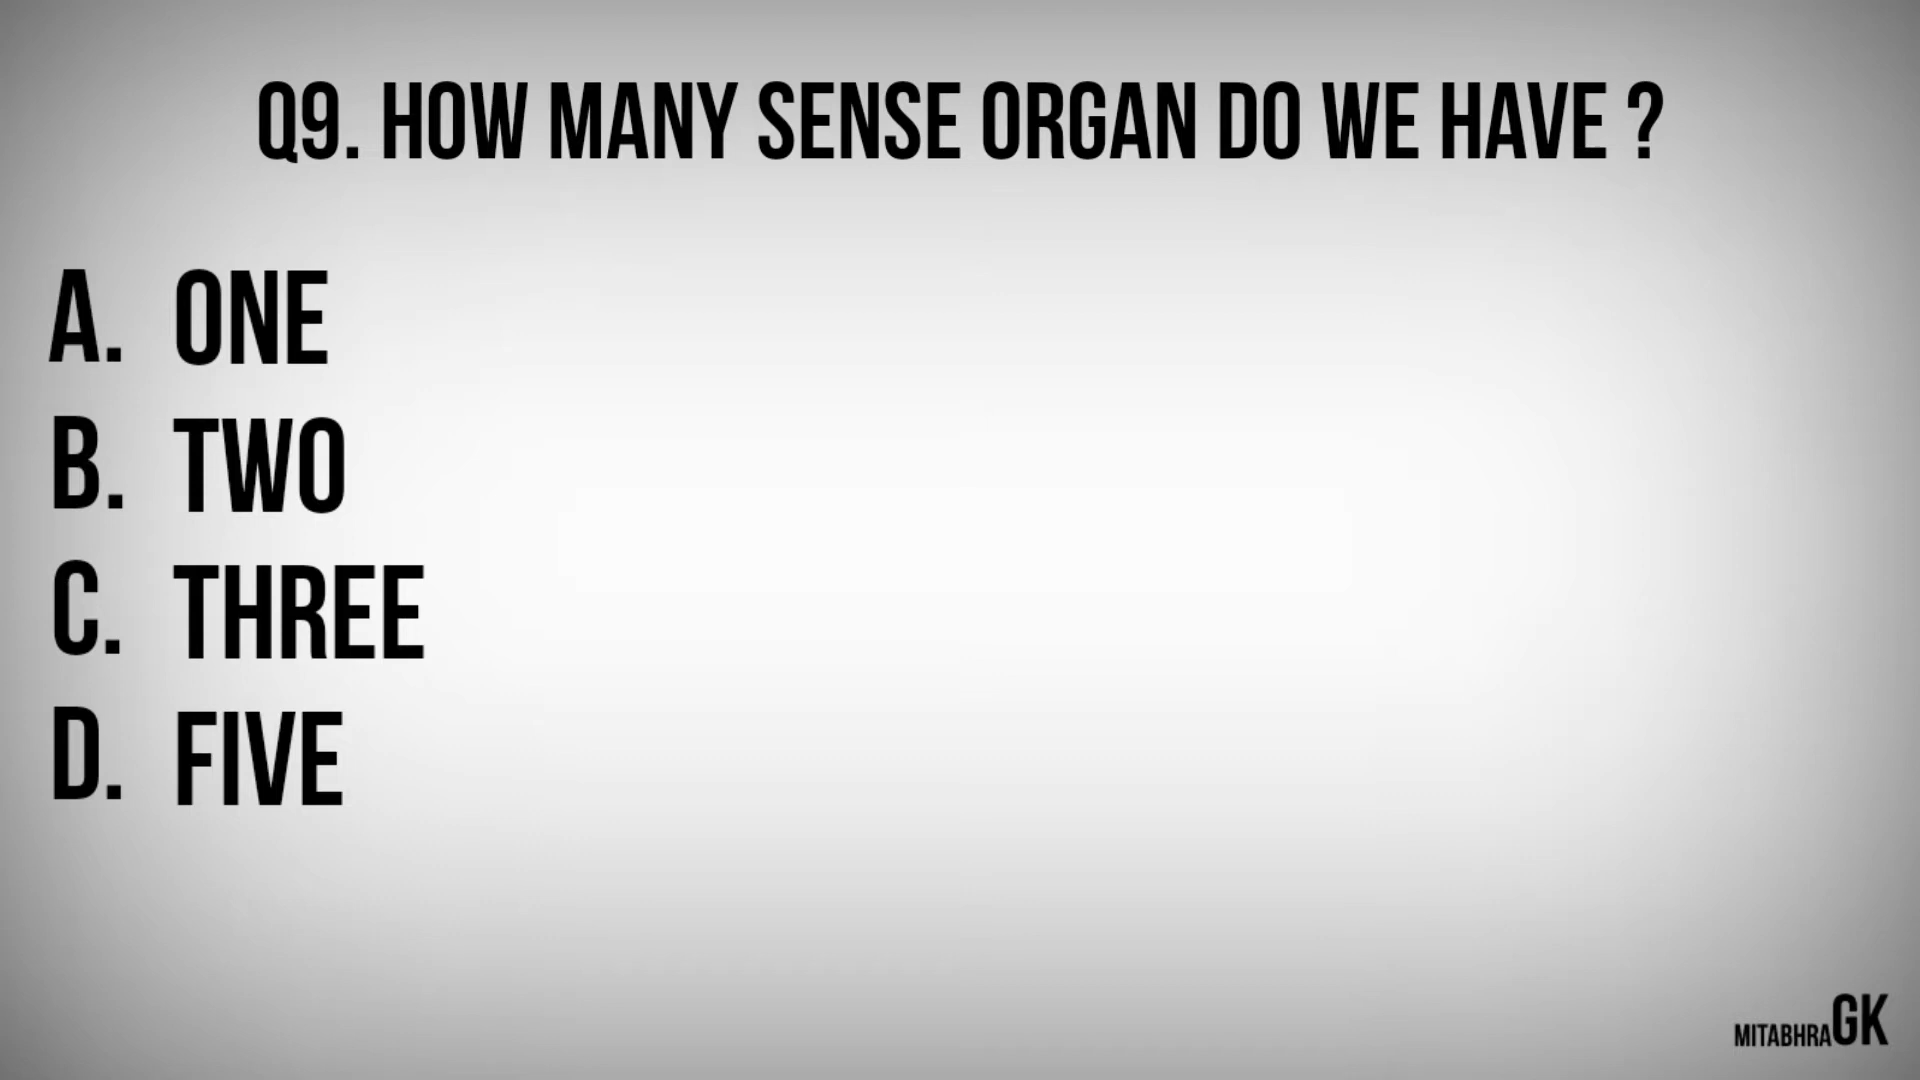 Q9. HOW MANY SENSE ORGAN DO WE HAVE ?
A. ONE
B. TWO
C. THREE
D. FIVE
MITABHRAGK